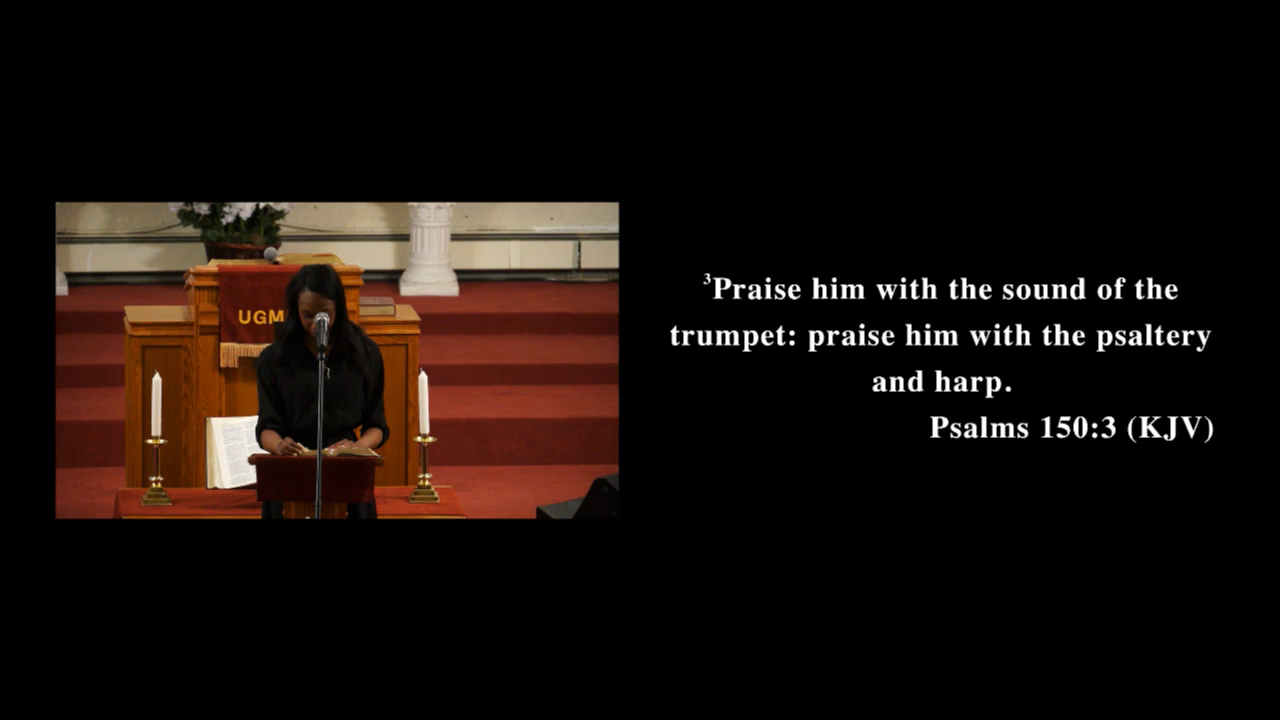 UGM
³Praise him with the sound of the
trumpet: praise him with the psaltery
and harp.
Psalms 150:3 (KJV)